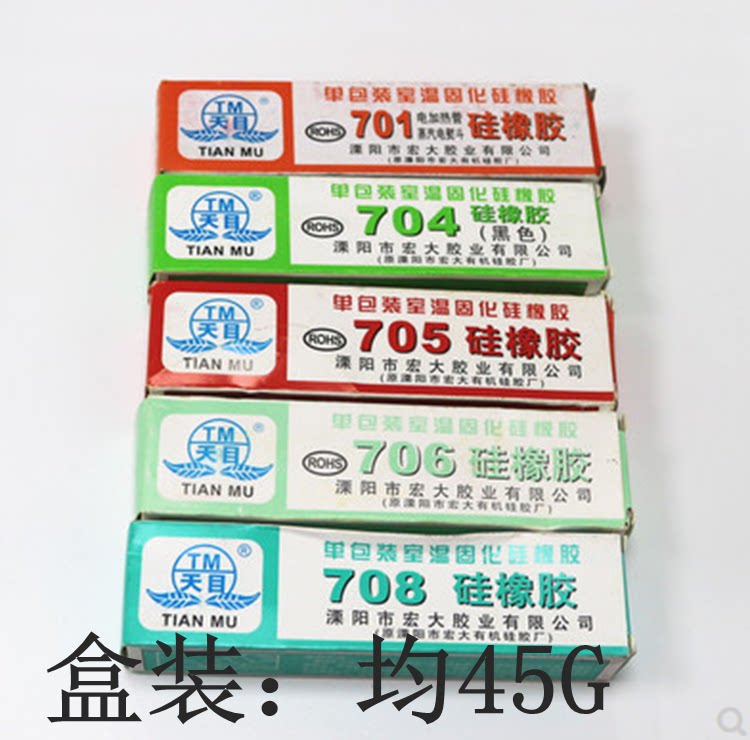 TM
天目
®
TIAN MU
单包装室温固化硅橡胶
ROHS
701 电加热管 硅橡胶
蒸汽电熨斗
溧阳市宏大胶业有限公司
(原溧阳市宏大有机硅胶厂)
TM
天目
®
TIAN MU
单包装室温固化硅橡胶
ROHS
704 硅橡胶
(黑色)
溧阳市宏大胶业有限公司
(原溧阳市宏大有机硅胶厂)
TM
天目
®
TIAN MU
单包装室温固化硅橡胶
ROHS
705 硅橡胶
溧阳市宏大胶业有限公司
(原溧阳市宏大有机硅胶厂)
TM
天目
®
TIAN MU
单包装室温固化硅橡胶
ROHS
706 硅橡胶
溧阳市宏大胶业有限公司
(原溧阳市宏大有机硅胶厂)
TM
天目
®
TIAN MU
单包装室温固化硅橡胶
708 硅橡胶
溧阳市宏大胶业有限公司
(原溧阳市宏大有机硅胶厂)
盒装：均45G